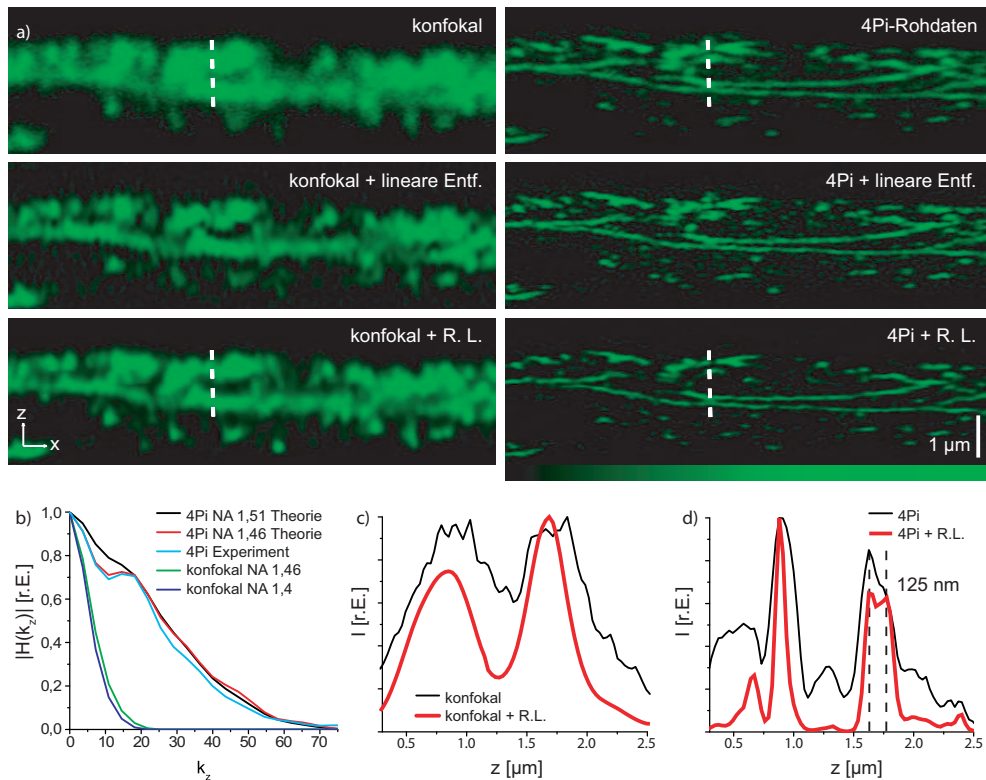 a)
konfokal
4Pi-Rohdaten
konfokal + lineare Entf.
4Pi + lineare Entf.
konfokal + R. L.
4Pi + R. L.
z
x
1 µm
b)
4Pi NA 1,51 Theorie
4Pi NA 1,46 Theorie
4Pi Experiment
konfokal NA 1,46
konfokal NA 1,4
|H(k_z)| [r.E.]
1,0
0,8
0,6
0,4
0,2
0,0
0 10 20 30 40 50 60 70
k_z
c)
I [r.E.]
konfokal
konfokal + R.L.
0.5 1.0 1.5 2.0 2.5
z [µm]
d)
4Pi
4Pi + R.L.
125 nm
I [r.E.]
0.5 1.0 1.5 2.0 2.5
z [µm]